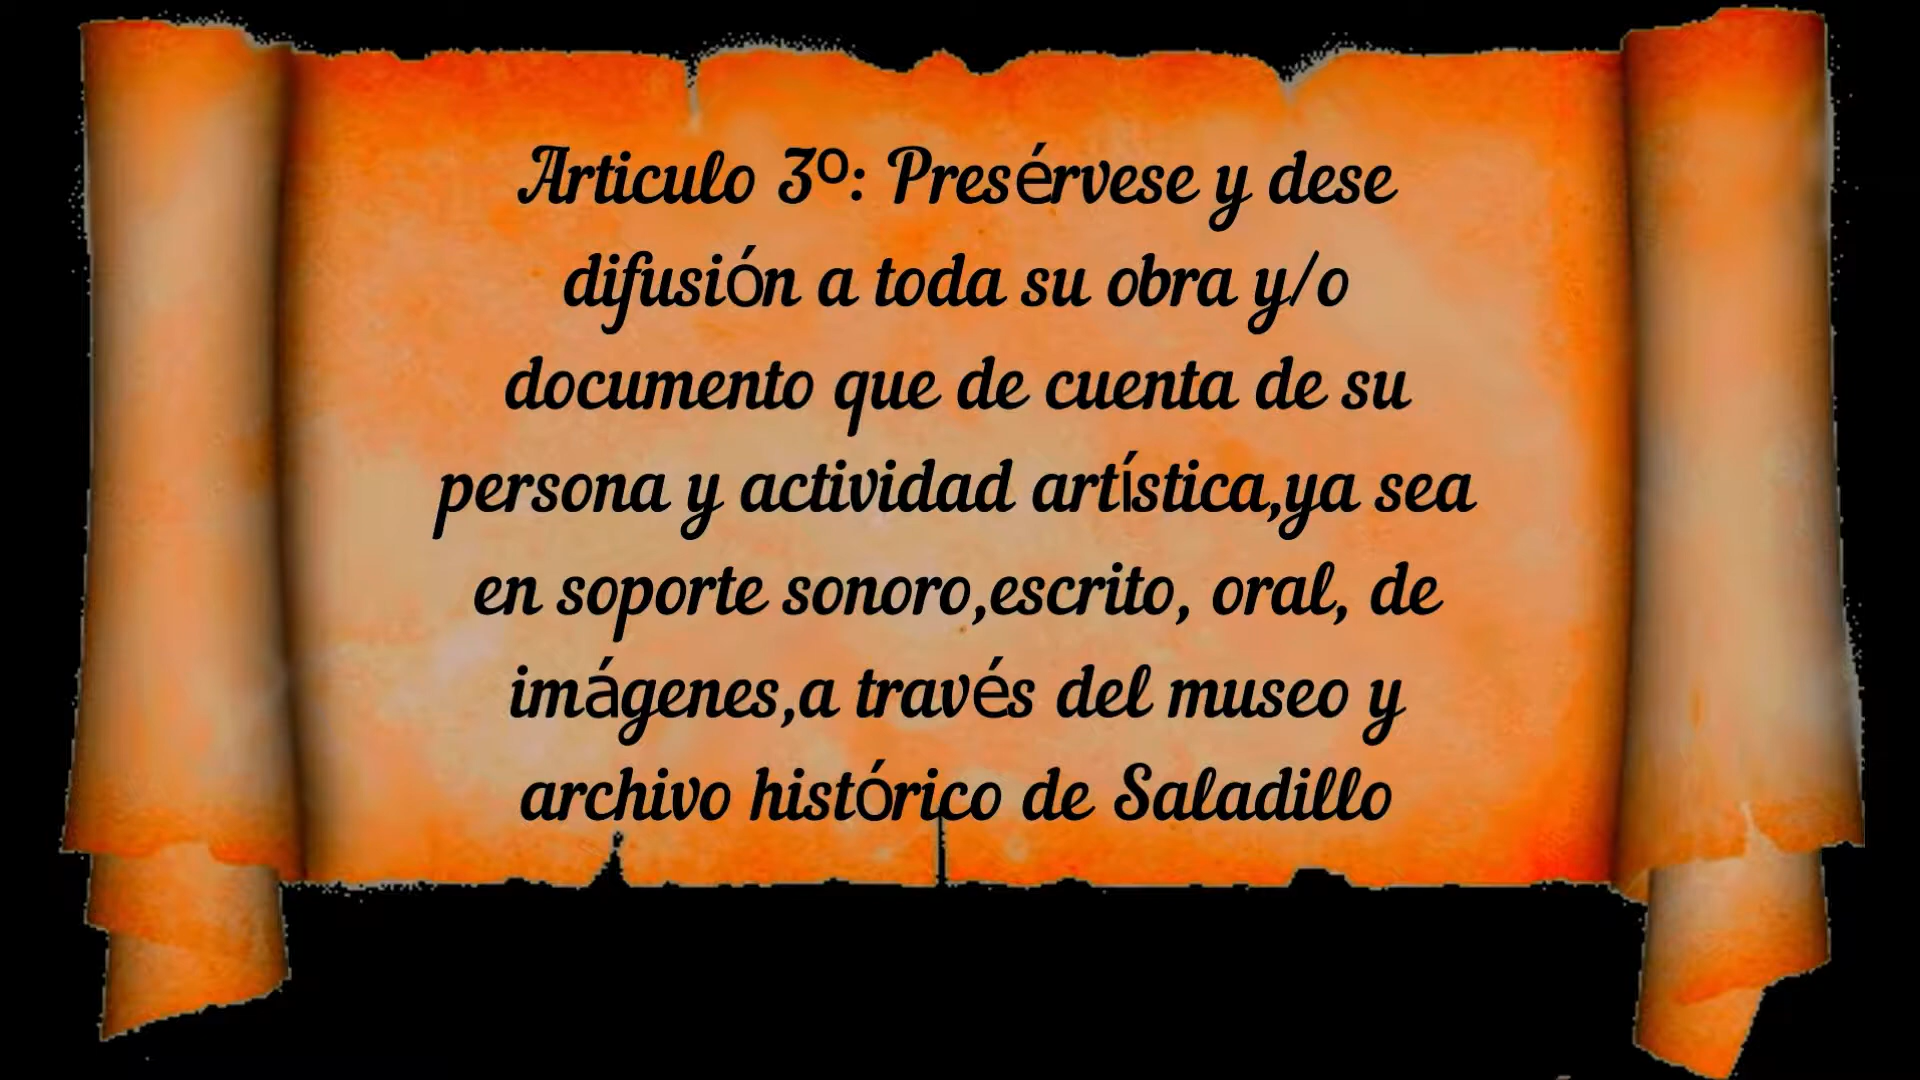 Articulo 3º: Presérvese y dese
difusión a toda su obra y/o
documento que de cuenta de su
persona y actividad artística,ya sea
en soporte sonoro,escrito, oral, de
imágenes,a través del museo y
archivo histórico de Saladillo